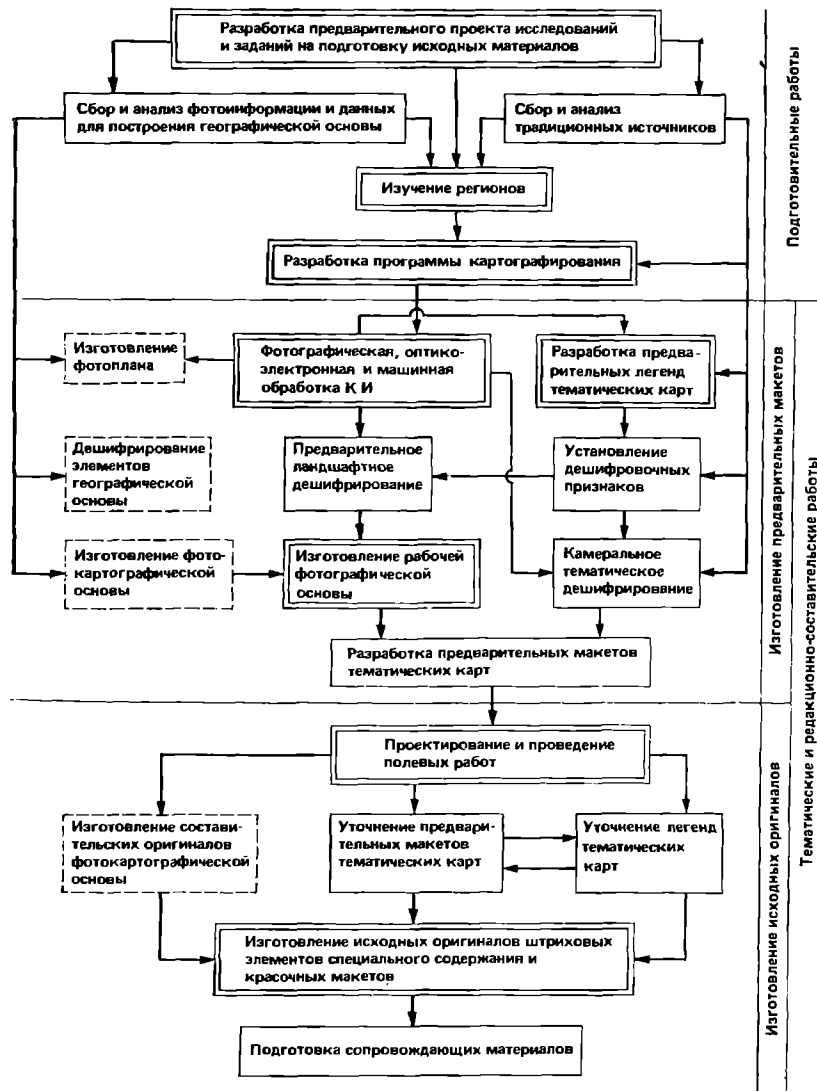 Разработка предварительного проекта исследований
и заданий на подготовку исходных материалов
Сбор и анализ фотоинформации и данных
для построения географической основы
Сбор и анализ
традиционных источников
Изучение регионов
Разработка программы картографирования
Подготовительные работы
Изготовление
фотоплана
Фотографическая, оптико-
электронная и машинная
обработка К И
Разработка предва-
рительных легенд
тематических карт
Дешифрирование
элементов
географической
основы
Предварительное
ландшафтное
дешифрирование
Установление
дешифровочных
признаков
Изготовление фото-
картографической
основы
Изготовление рабочей
фотографической
основы
Камеральное
тематическое
дешифрирование
Разработка предварительных макетов
тематических карт
Изготовление предварительных макетов
Проектирование и проведение
полевых работ
Изготовление состави-
тельских оригиналов
фотокартографической
основы
Уточнение предвари-
тельных макетов
тематических карт
Уточнение легенд
тематических
карт
Изготовление исходных оригиналов штриховых
элементов специального содержания и
красочных макетов
Подготовка сопровождающих материалов
Изготовление исходных оригиналов
Тематические и редакционно-составительские работы